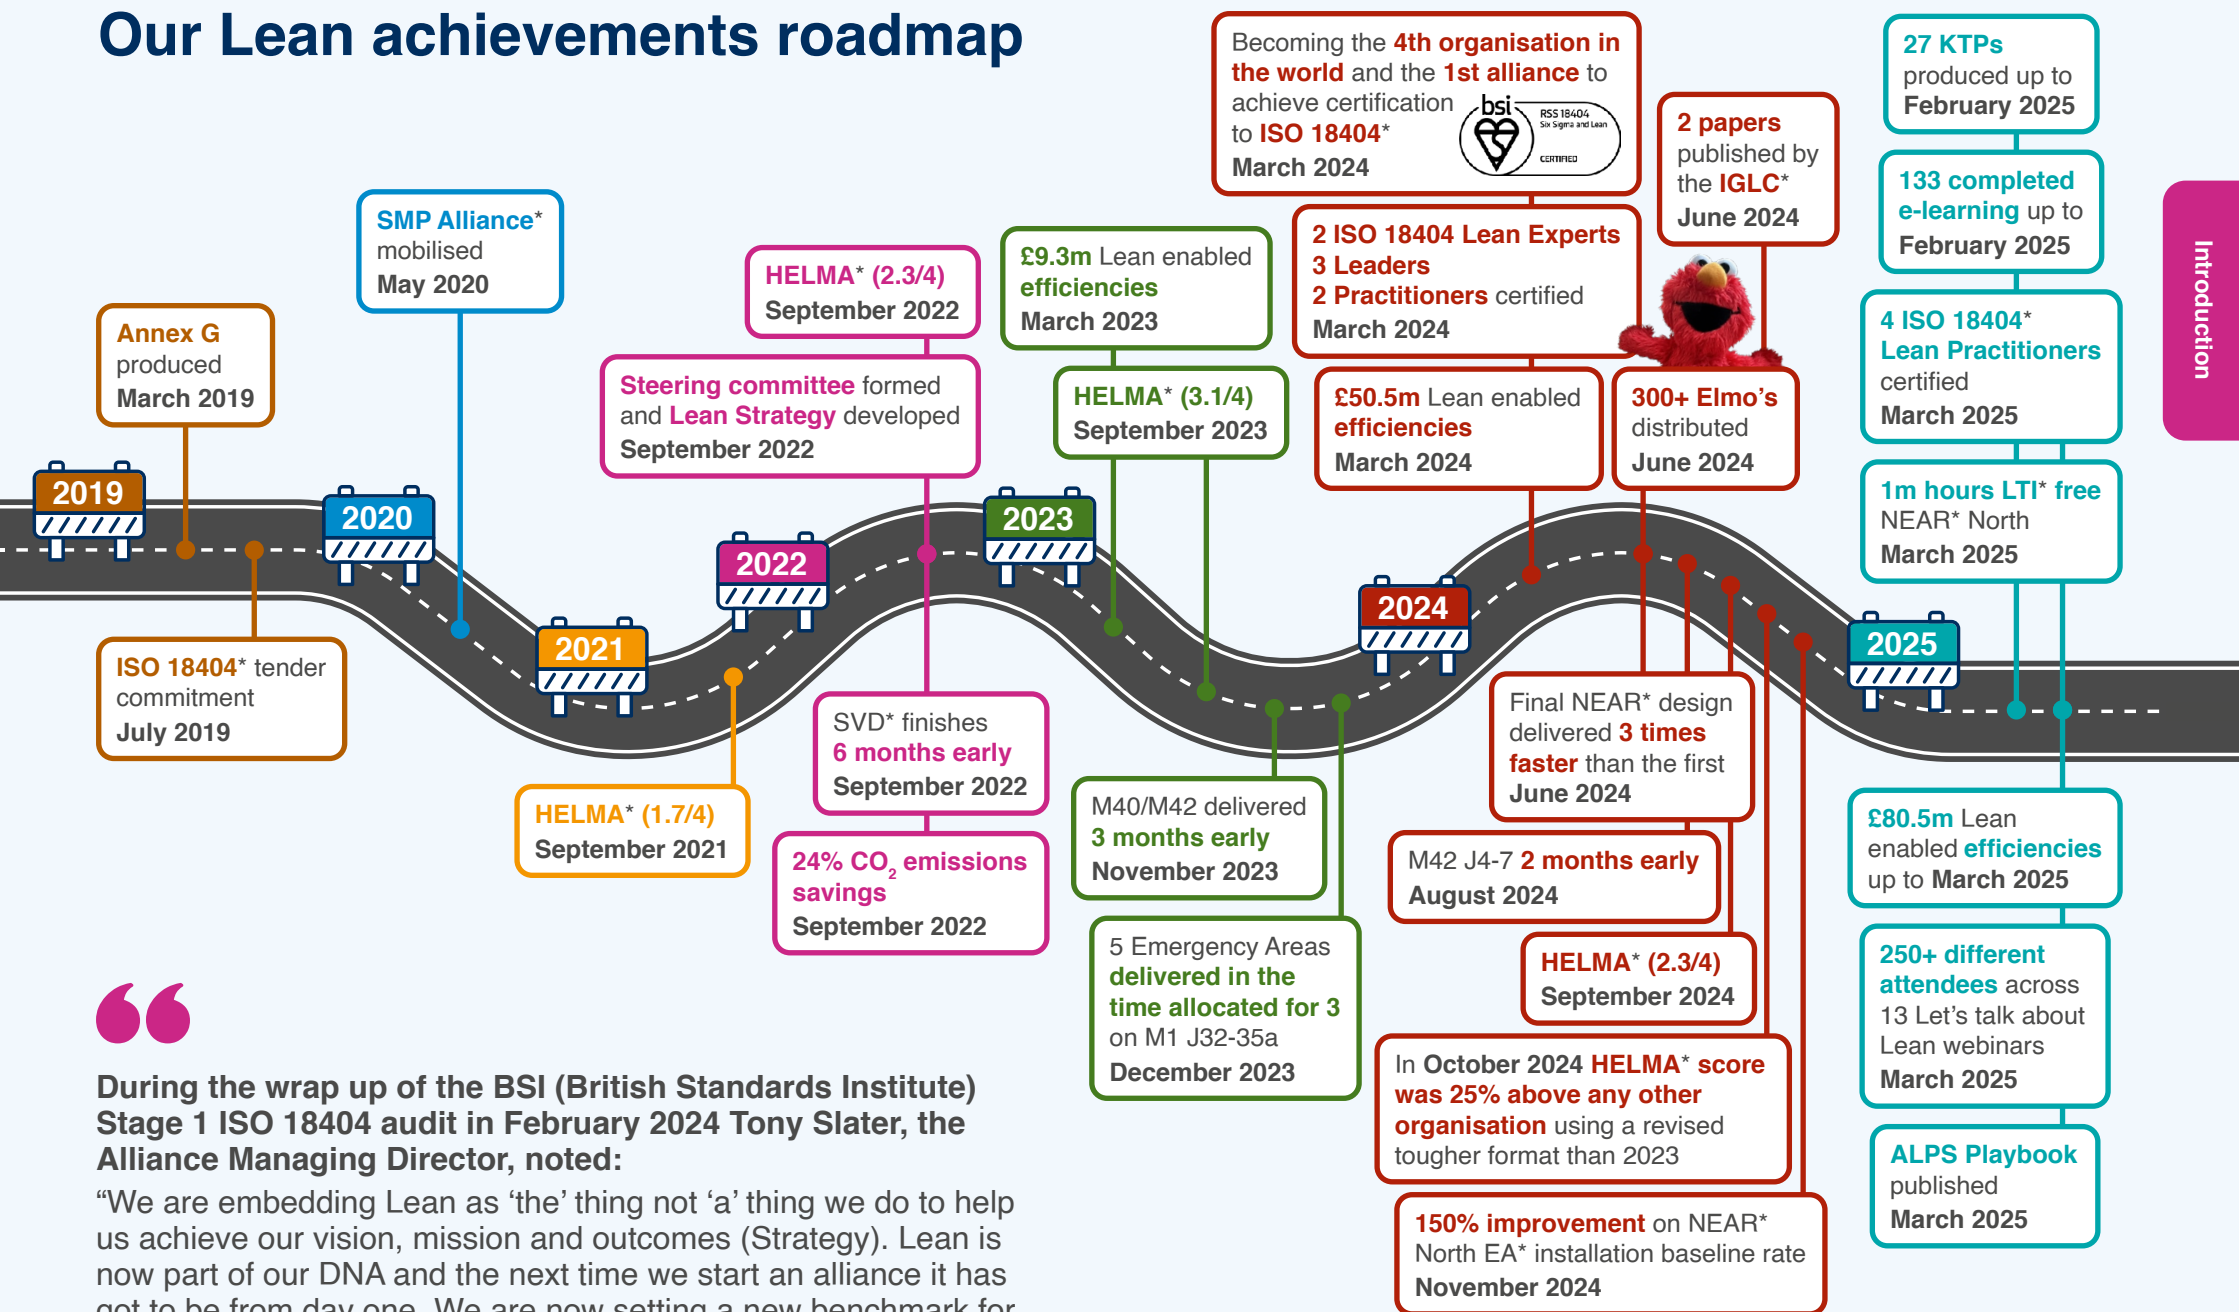 Our Lean achievements roadmap
Annex G
produced
March 2019
2019
ISO 18404* tender
commitment
July 2019
SMP Alliance*
mobilised
May 2020
2020
2021
HELMA* (1.7/4)
September 2021
2022
HELMA* (2.3/4)
September 2022
Steering committee formed
and Lean Strategy developed
September 2022
SVD* finishes
6 months early
September 2022
24% CO2 emissions
savings
September 2022
£9.3m Lean enabled
efficiencies
March 2023
HELMA* (3.1/4)
September 2023
2023
M40/M42 delivered
3 months early
November 2023
5 Emergency Areas
delivered in the
time allocated for 3
on M1 J32-35a
December 2023
Becoming the 4th organisation in
the world and the 1st alliance to
achieve certification
to ISO 18404*
March 2024
bsi
RSS 18404
Six Sigma and Lean
CERTIFIED
2 ISO 18404 Lean Experts
3 Leaders
2 Practitioners certified
March 2024
£50.5m Lean enabled
efficiencies
March 2024
2 papers
published by
the IGLC*
June 2024
300+ Elmo's
distributed
June 2024
2024
Final NEAR* design
delivered 3 times
faster than the first
June 2024
M42 J4-7 2 months early
August 2024
HELMA* (2.3/4)
September 2024
In October 2024 HELMA* score
was 25% above any other
organisation using a revised
tougher format than 2023
150% improvement on NEAR*
North EA* installation baseline rate
November 2024
27 KTPs
produced up to
February 2025
133 completed
e-learning up to
February 2025
4 ISO 18404*
Lean Practitioners
certified
March 2025
1m hours LTI* free
NEAR* North
March 2025
2025
£80.5m Lean
enabled efficiencies
up to March 2025
250+ different
attendees across
13 Let's talk about
Lean webinars
March 2025
ALPS Playbook
published
March 2025
Introduction
“
During the wrap up of the BSI (British Standards Institute)
Stage 1 ISO 18404 audit in February 2024 Tony Slater, the
Alliance Managing Director, noted:
“We are embedding Lean as ‘the’ thing not ‘a’ thing we do to help
us achieve our vision, mission and outcomes (Strategy). Lean is
now part of our DNA and the next time we start an alliance it has
got to be from day one. We are now setting a new benchmark for